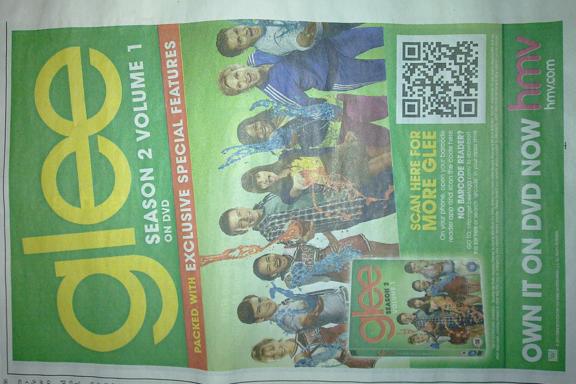 glee
SEASON 2 VOLUME 1
ON DVD
PACKED WITH EXCLUSIVE SPECIAL FEATURES
SCAN HERE FOR
MORE GLEE
On your phone, open your barcode
reader app and scan the code here
NO BARCODE READER?
glee
SEASON 2
VOLUME 1
OWN IT ON DVD NOW
hmv
hmv.com